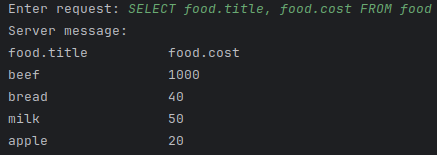 Enter request: SELECT food.title, food.cost FROM food
Server message:
food.title food.cost
beef 1000
bread 40
milk 50
apple 20